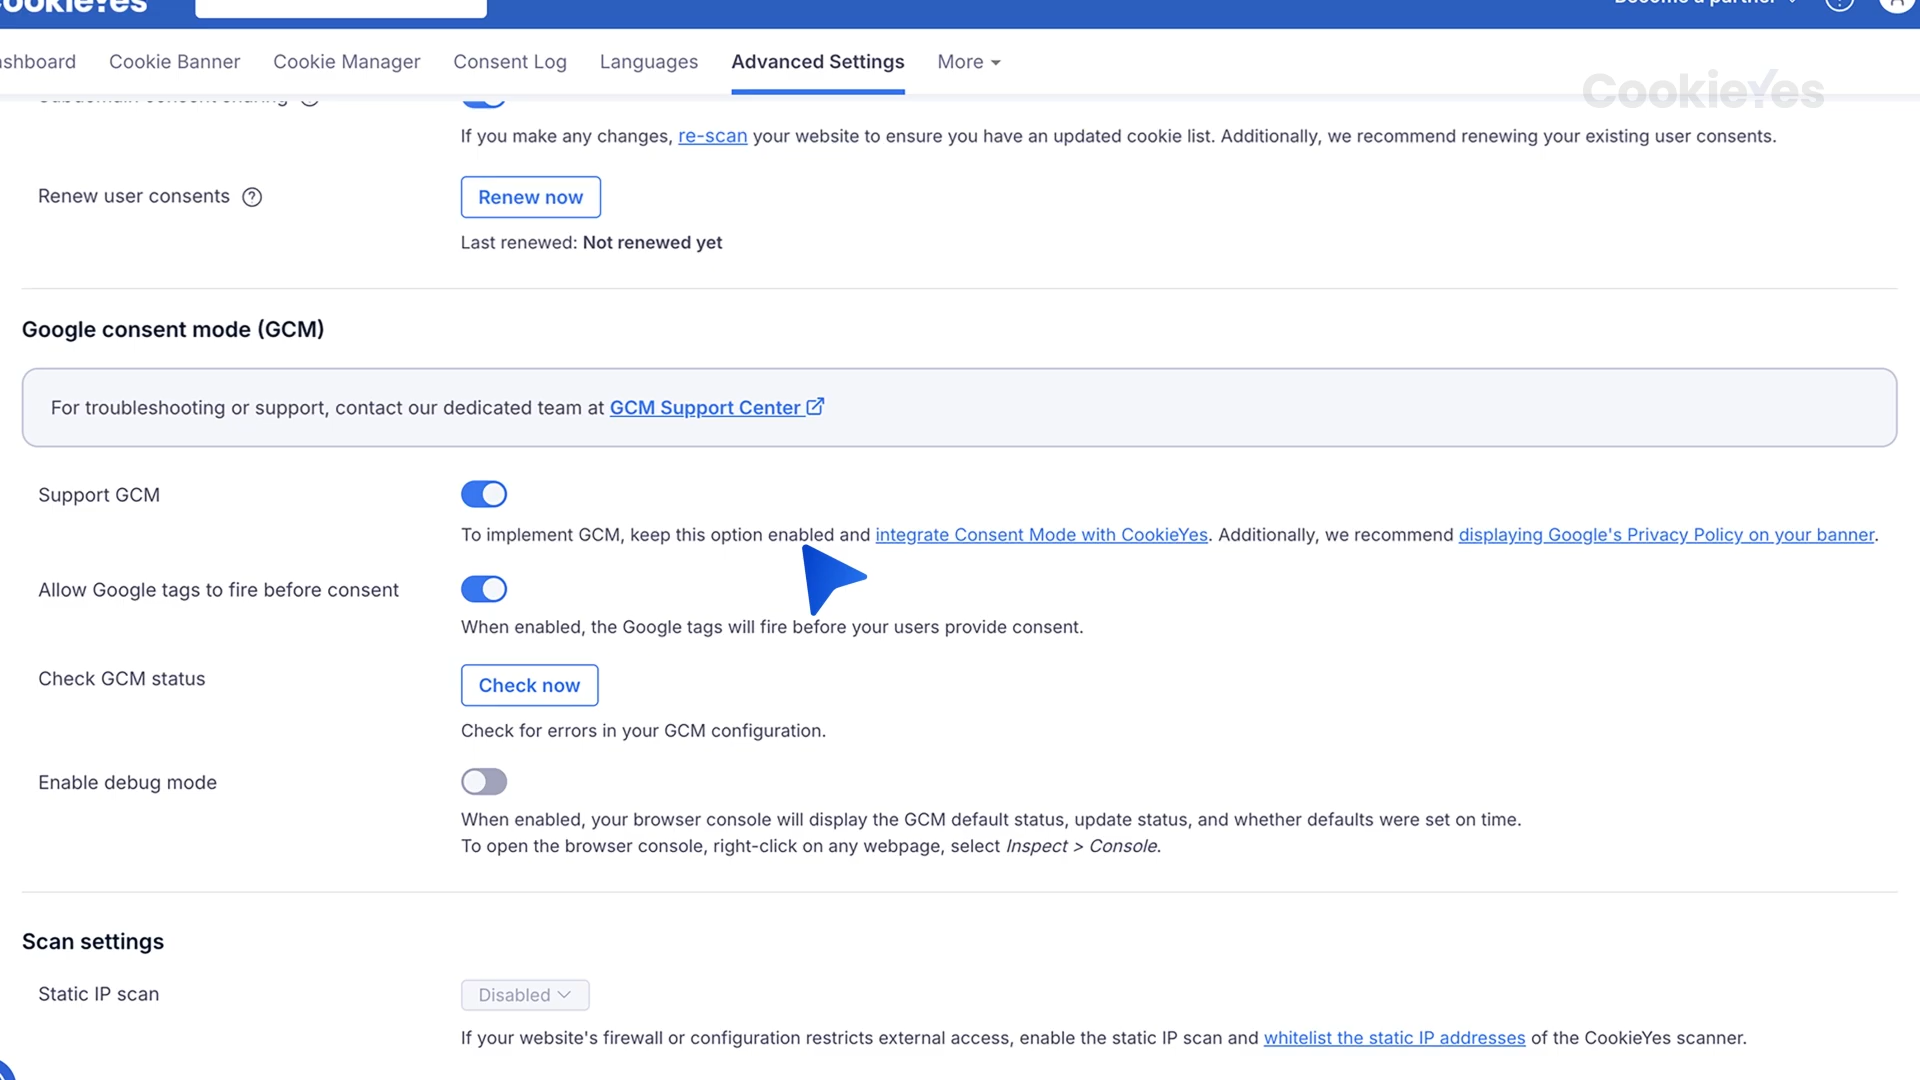 CookieYes
Become a partner
Dashboard Cookie Banner Cookie Manager Consent Log Languages Advanced Settings More
CookieYes
Subdomain consent sharing
If you make any changes, re-scan your website to ensure you have an updated cookie list. Additionally, we recommend renewing your existing user consents.
Renew user consents ? Renew now
Last renewed: Not renewed yet
Google consent mode (GCM)
For troubleshooting or support, contact our dedicated team at GCM Support Center
Support GCM
To implement GCM, keep this option enabled and integrate Consent Mode with CookieYes. Additionally, we recommend displaying Google's Privacy Policy on your banner.
Allow Google tags to fire before consent
When enabled, the Google tags will fire before your users provide consent.
Check GCM status Check now
Check for errors in your GCM configuration.
Enable debug mode
When enabled, your browser console will display the GCM default status, update status, and whether defaults were set on time.
To open the browser console, right-click on any webpage, select Inspect > Console.
Scan settings
Static IP scan Disabled
If your website's firewall or configuration restricts external access, enable the static IP scan and whitelist the static IP addresses of the CookieYes scanner.